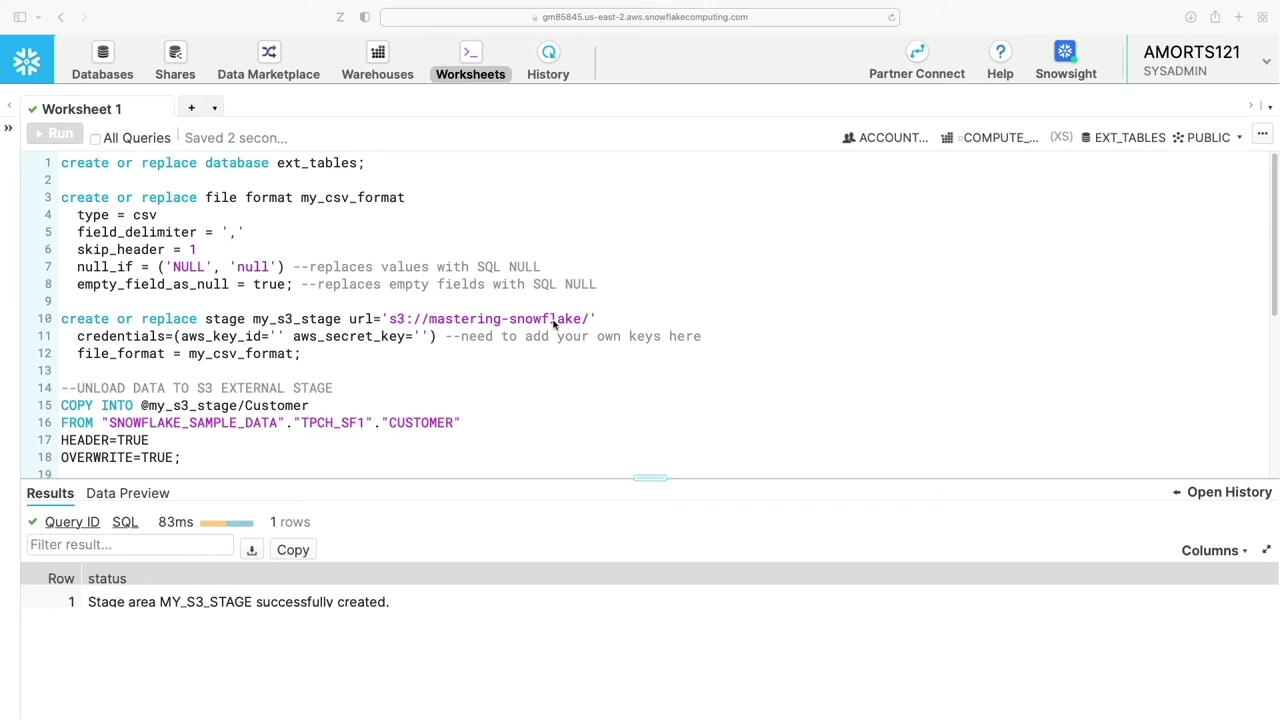 gm85845.us-east-2.aws.snowflakecomputing.com
Databases Shares Data Marketplace Warehouses Worksheets History Partner Connect Help Snowsight AMORTS121
SYSADMIN
Worksheet 1
Run All Queries Saved 2 secon... ACCOUNT... COMPUTE_... (XS) EXT_TABLES PUBLIC
1 create or replace database ext_tables;
2
3 create or replace file format my_csv_format
4 type = csv
5 field_delimiter = ','
6 skip_header = 1
7 null_if = ('NULL', 'null') --replaces values with SQL NULL
8 empty_field_as_null = true; --replaces empty fields with SQL NULL
9
10 create or replace stage my_s3_stage url='s3://mastering-snowflake/'
11 credentials=(aws_key_id='' aws_secret_key='') --need to add your own keys here
12 file_format = my_csv_format;
13
14 --UNLOAD DATA TO S3 EXTERNAL STAGE
15 COPY INTO @my_s3_stage/Customer
16 FROM "SNOWFLAKE_SAMPLE_DATA"."TPCH_SF1"."CUSTOMER"
17 HEADER=TRUE
18 OVERWRITE=TRUE;
19
Results Data Preview Open History
Query ID SQL 83ms 1 rows
Filter result... Copy Columns
Row status
1 Stage area MY_S3_STAGE successfully created.